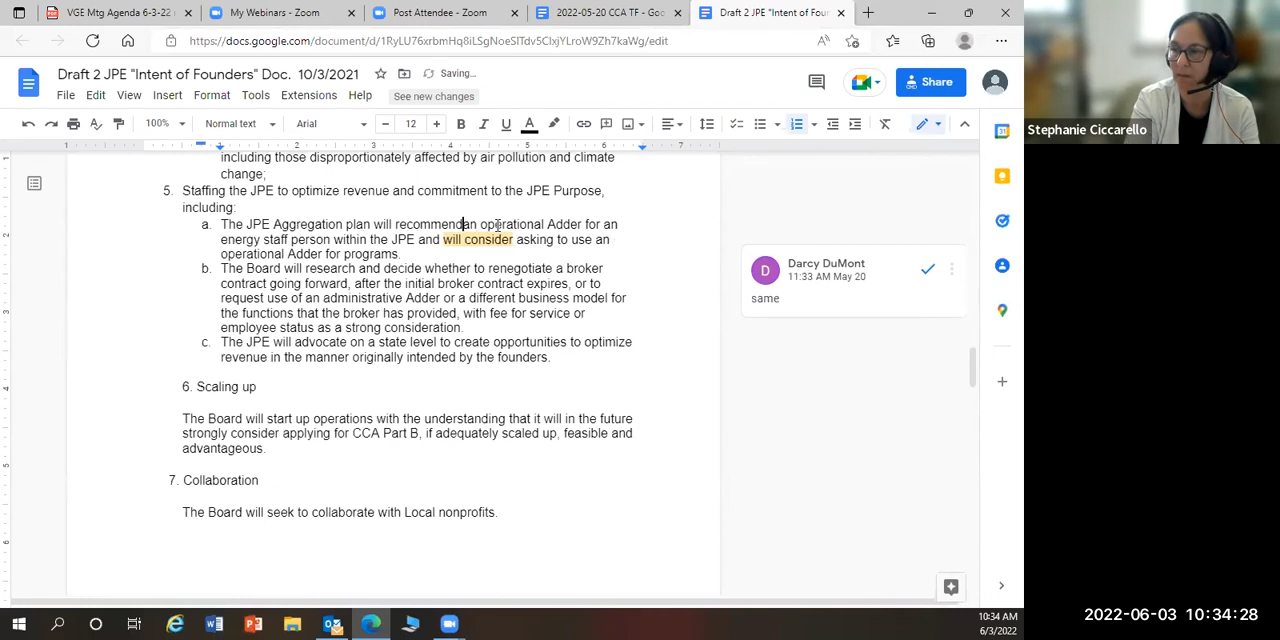 VGE Mtg Agenda 6-3-22
My Webinars - Zoom
Post Attendee - Zoom
2022-05-20 CCA TF - Goo
Draft 2 JPE "Intent of Foun
https://docs.google.com/document/d/1RyLU76xrbmHq8iLSgNoeSlTdv5ClxjYLroW9Zh7kaWg/edit
Draft 2 JPE "Intent of Founders" Doc. 10/3/2021
Saving...
File Edit View Insert Format Tools Extensions Help
See new changes
Share
100% Normal text Arial 12
including those disproportionately affected by air pollution and climate
change;
5. Staffing the JPE to optimize revenue and commitment to the JPE Purpose,
including:
a. The JPE Aggregation plan will recommendan operational Adder for an
energy staff person within the JPE and will consider asking to use an
operational Adder for programs.
b. The Board will research and decide whether to renegotiate a broker
contract going forward, after the initial broker contract expires, or to
request use of an administrative Adder or a different business model for
the functions that the broker has provided, with fee for service or
employee status as a strong consideration.
c. The JPE will advocate on a state level to create opportunities to optimize
revenue in the manner originally intended by the founders.
6. Scaling up
The Board will start up operations with the understanding that it will in the future
strongly consider applying for CCA Part B, if adequately scaled up, feasible and
advantageous.
7. Collaboration
The Board will seek to collaborate with Local nonprofits.
D
Darcy DuMont
11:33 AM May 20
same
Stephanie Ciccarello
10:34 AM
6/3/2022
2022-06-03 10:34:28